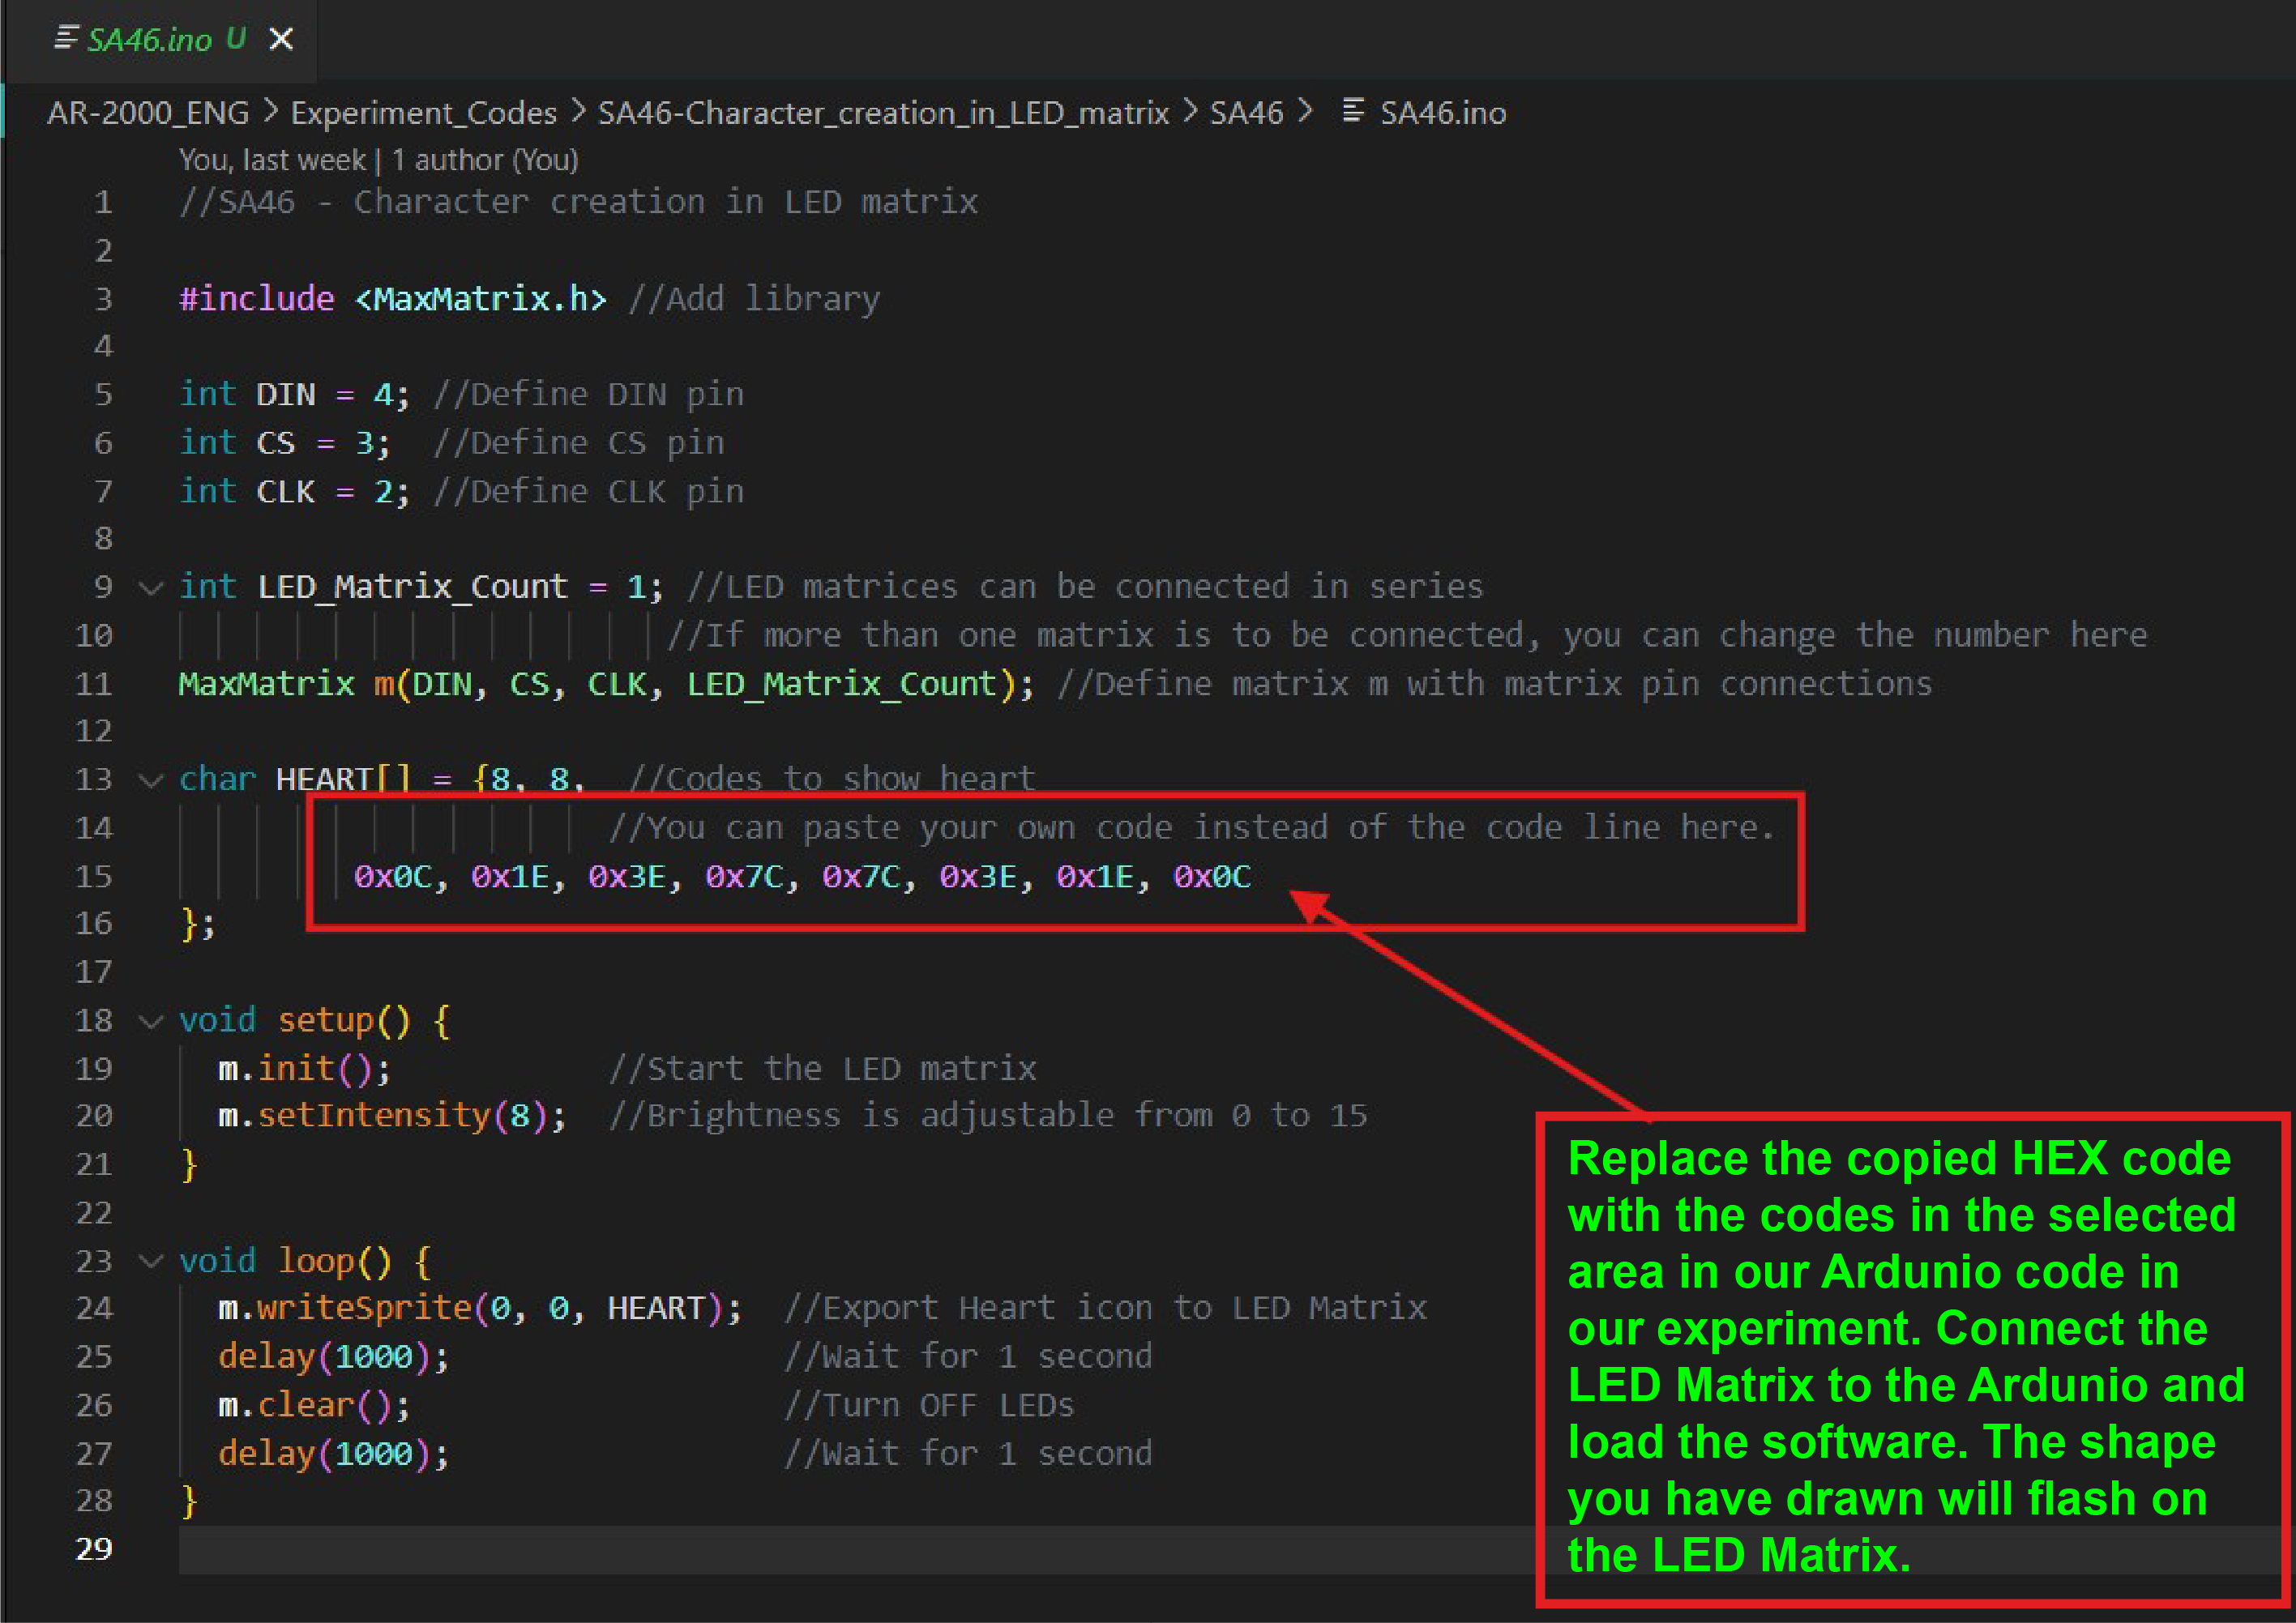 SA46.ino U ×
AR-2000_ENG > Experiment_Codes > SA46-Character_creation_in_LED_matrix > SA46 > SA46.ino
You, last week | 1 author (You)
1 //SA46 - Character creation in LED matrix
2
3 #include <MaxMatrix.h> //Add library
4
5 int DIN = 4; //Define DIN pin
6 int CS = 3;  //Define CS pin
7 int CLK = 2; //Define CLK pin
8
9 int LED_Matrix_Count = 1; //LED matrices can be connected in series
10 //If more than one matrix is to be connected, you can change the number here
11 MaxMatrix m(DIN, CS, CLK, LED_Matrix_Count); //Define matrix m with matrix pin connections
12
13 char HEART[] = {8, 8,  //Codes to show heart
14 //You can paste your own code instead of the code line here.
15 0x0C, 0x1E, 0x3E, 0x7C, 0x7C, 0x3E, 0x1E, 0x0C
16 };
17
18 void setup() {
19 m.init(); //Start the LED matrix
20 m.setIntensity(8); //Brightness is adjustable from 0 to 15
21 }
22
23 void loop() {
24 m.writeSprite(0, 0, HEART); //Export Heart icon to LED Matrix
25 delay(1000); //Wait for 1 second
26 m.clear(); //Turn OFF LEDs
27 delay(1000); //Wait for 1 second
28 }
29
Replace the copied HEX code
with the codes in the selected
area in our Ardunio code in
our experiment. Connect the
LED Matrix to the Ardunio and
load the software. The shape
you have drawn will flash on
the LED Matrix.